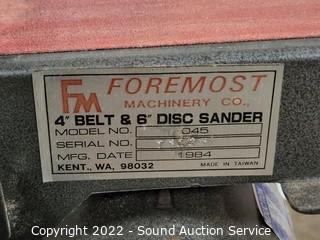 FM FOREMOST
MACHINERY CO.,
4" BELT & 6" DISC SANDER
MODEL NO. 045
SERIAL NO.
MFG. DATE 1984
KENT., WA, 98032 MADE IN TAIWAN
Copyright 2022 - Sound Service